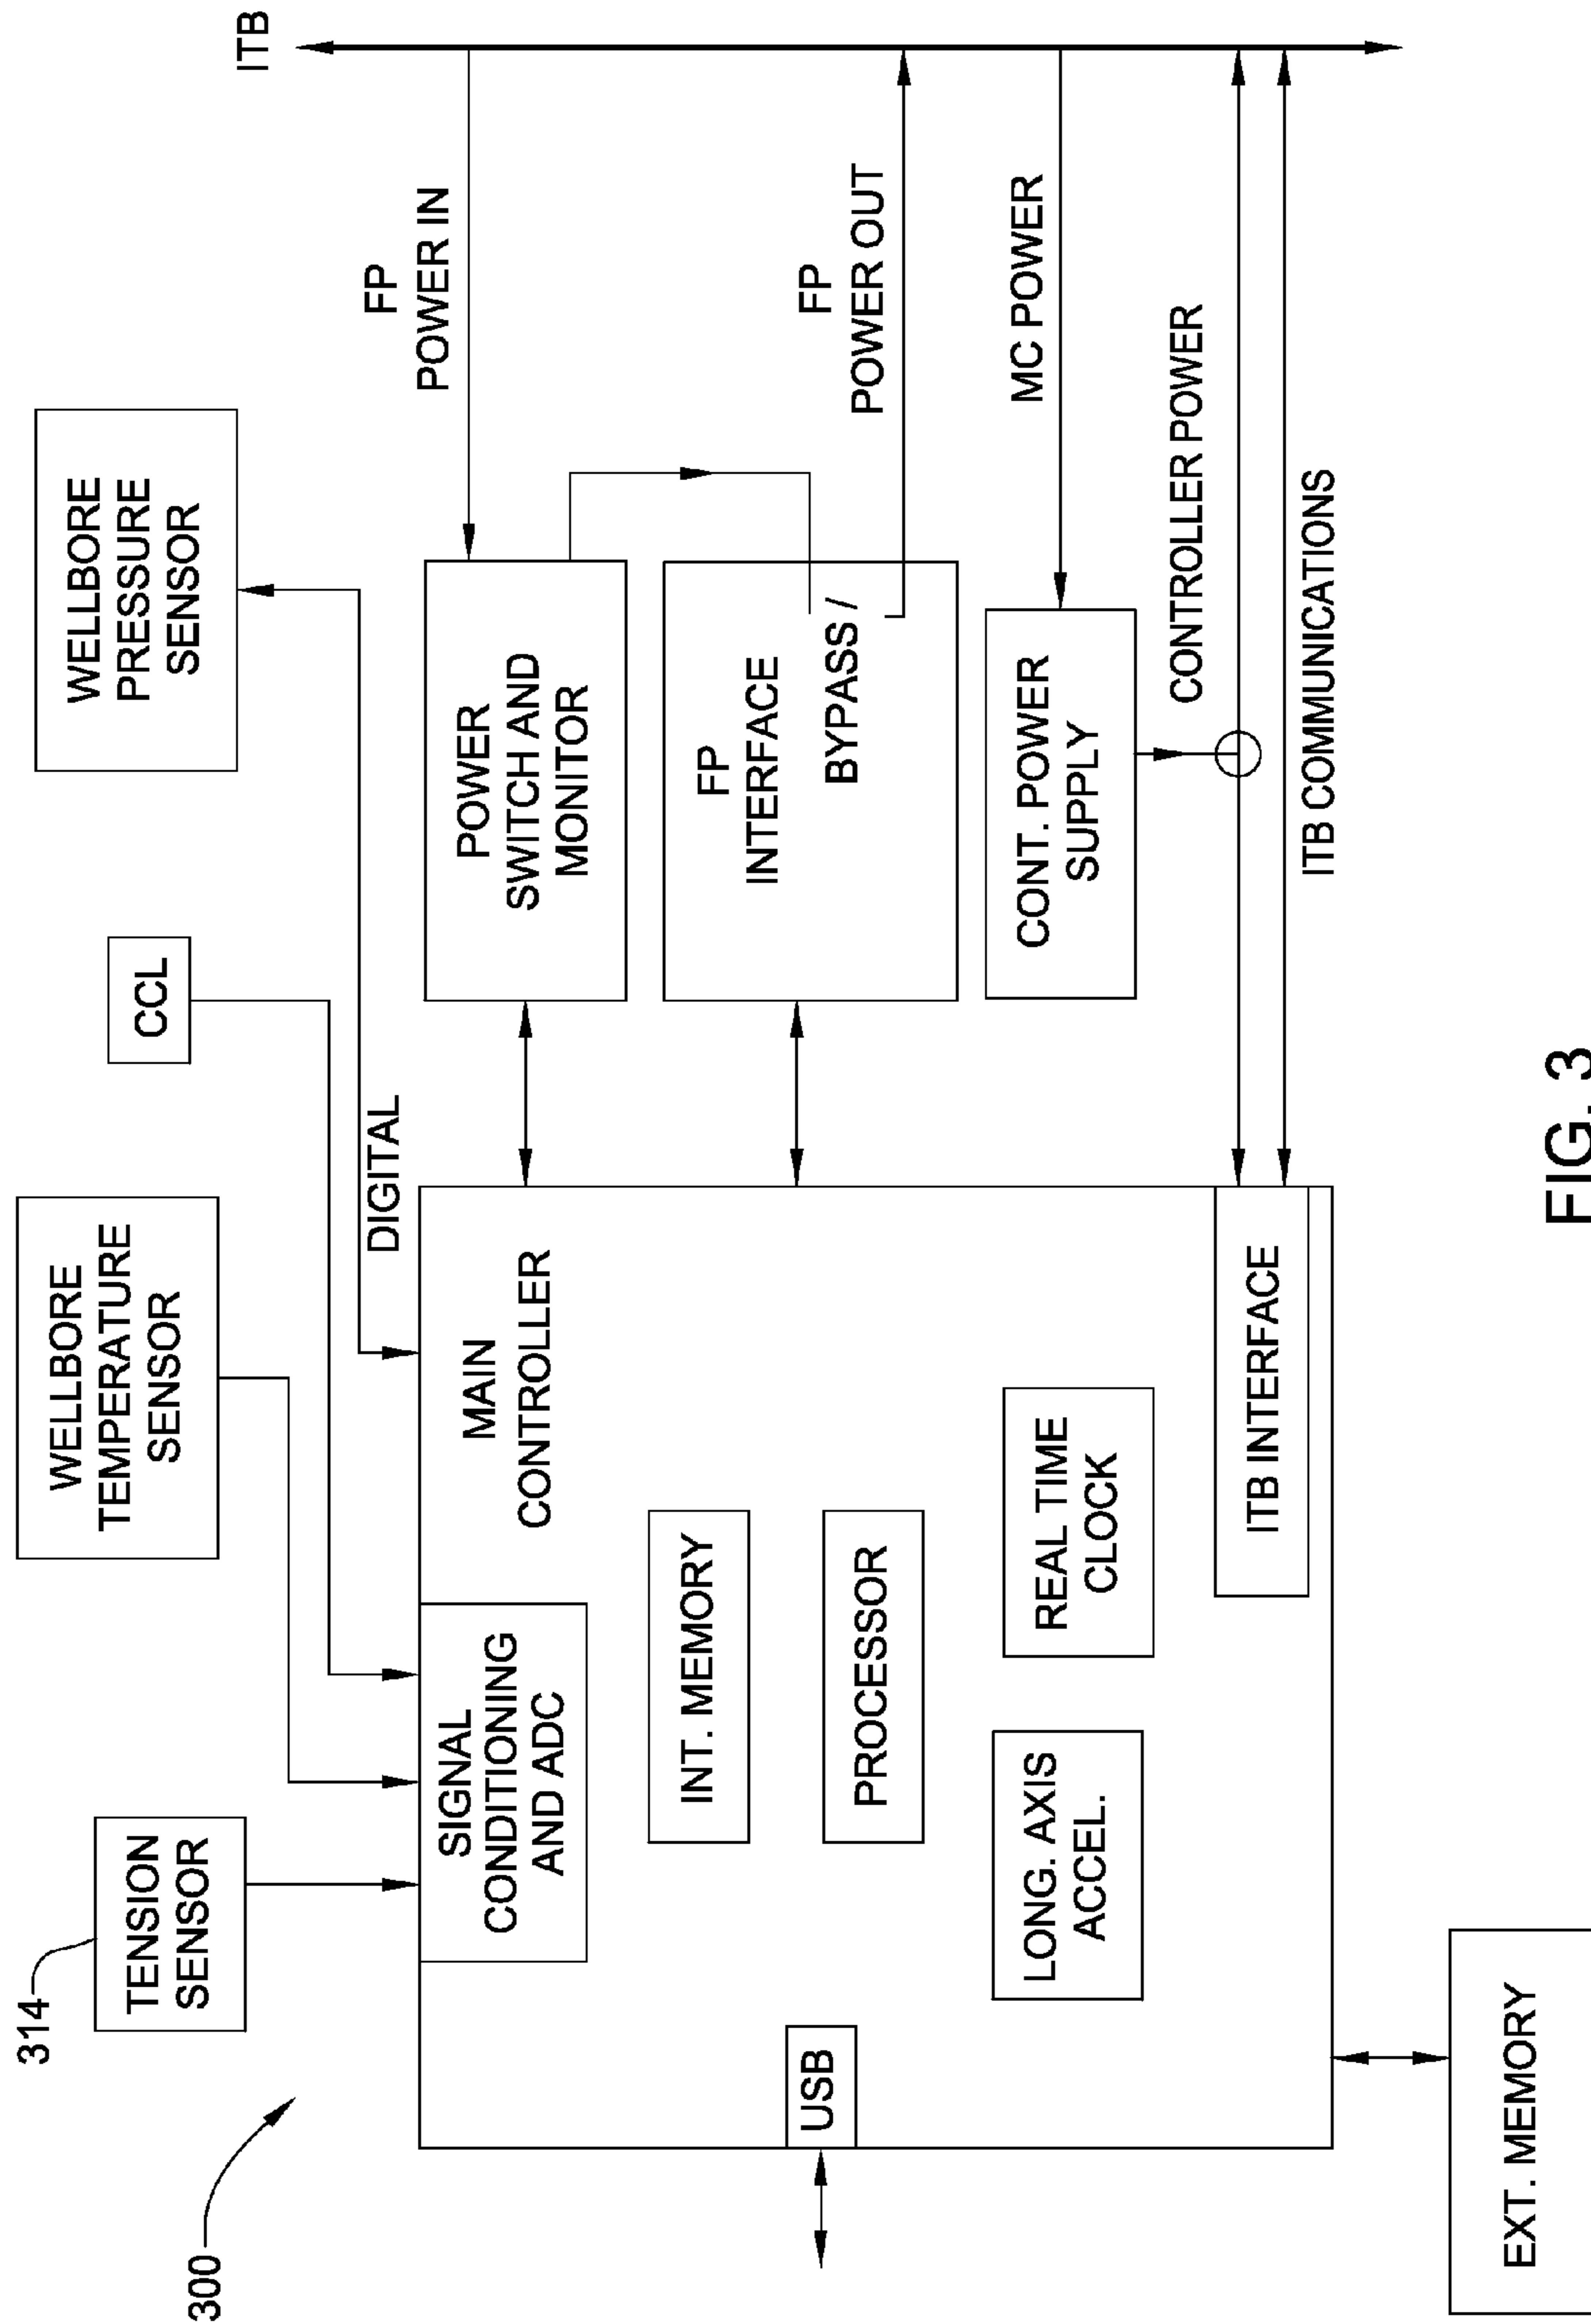 300
314
TENSION
SENSOR
WELLBORE
TEMPERATURE
SENSOR
CCL
WELLBORE
PRESSURE
SENSOR
DIGITAL
ITB
FP
POWER IN
SIGNAL
CONDITIONING
AND ADC
MAIN
CONTROLLER
POWER
SWITCH AND
MONITOR
INT. MEMORY
FP
INTERFACE
BYPASS /
FP
POWER OUT
USB
PROCESSOR
LONG. AXIS
ACCEL.
REAL TIME
CLOCK
CONT. POWER
SUPPLY
MC POWER
CONTROLLER POWER
ITB INTERFACE
ITB COMMUNICATIONS
EXT. MEMORY
FIG. 3